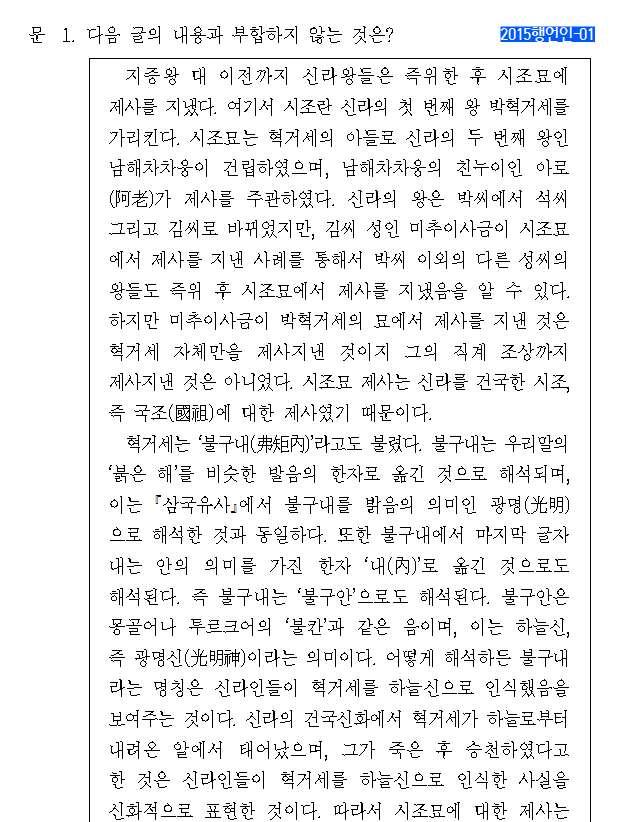 문 1. 다음 글의 내용과 부합하지 않는 것은? 2015행언인-01
지증왕 대 이전까지 신라왕들은 즉위한 후 시조묘에
제사를 지냈다. 여기서 시조란 신라의 첫 번째 왕 박혁거세를
가리킨다. 시조묘는 혁거세의 아들로 신라의 두 번째 왕인
남해차차웅이 건립하였으며, 남해차차웅의 친누이인 아로
(阿老)가 제사를 주관하였다. 신라의 왕은 박씨에서 석씨
그리고 김씨로 바뀌었지만, 김씨 성인 미추이사금이 시조묘
에서 제사를 지낸 사례를 통해서 박씨 이외의 다른 성씨의
왕들도 즉위 후 시조묘에서 제사를 지냈음을 알 수 있다.
하지만 미추이사금이 박혁거세의 묘에서 제사를 지낸 것은
혁거세 자체만을 제사지낸 것이지 그의 직계 조상까지
제사지낸 것은 아니었다. 시조묘 제사는 신라를 건국한 시조,
즉 국조(國祖)에 대한 제사였기 때문이다.
혁거세는 ‘불구내(弗矩內)’라고도 불렸다. 불구내는 우리말의
‘붉은 해’를 비슷한 발음의 한자로 옮긴 것으로 해석되며,
이는 『삼국유사』에서 불구내를 밝음의 의미인 광명(光明)
으로 해석한 것과 동일하다. 또한 불구내에서 마지막 글자
내는 안의 의미를 가진 한자 ‘내(內)’로 옮긴 것으로도
해석된다. 즉 불구내는 ‘불구안’으로도 해석된다. 불구안은
몽골어나 투르크어의 ‘불칸’과 같은 음이며, 이는 하늘신,
즉 광명신(光明神)이라는 의미이다. 어떻게 해석하든 불구내
라는 명칭은 신라인들이 혁거세를 하늘신으로 인식했음을
보여주는 것이다. 신라의 건국신화에서 혁거세가 하늘로부터
내려온 알에서 태어났으며, 그가 죽은 후 승천하였다고
한 것은 신라인들이 혁거세를 하늘신으로 인식한 사실을
신화적으로 표현한 것이다. 따라서 시조묘에 대한 제사는